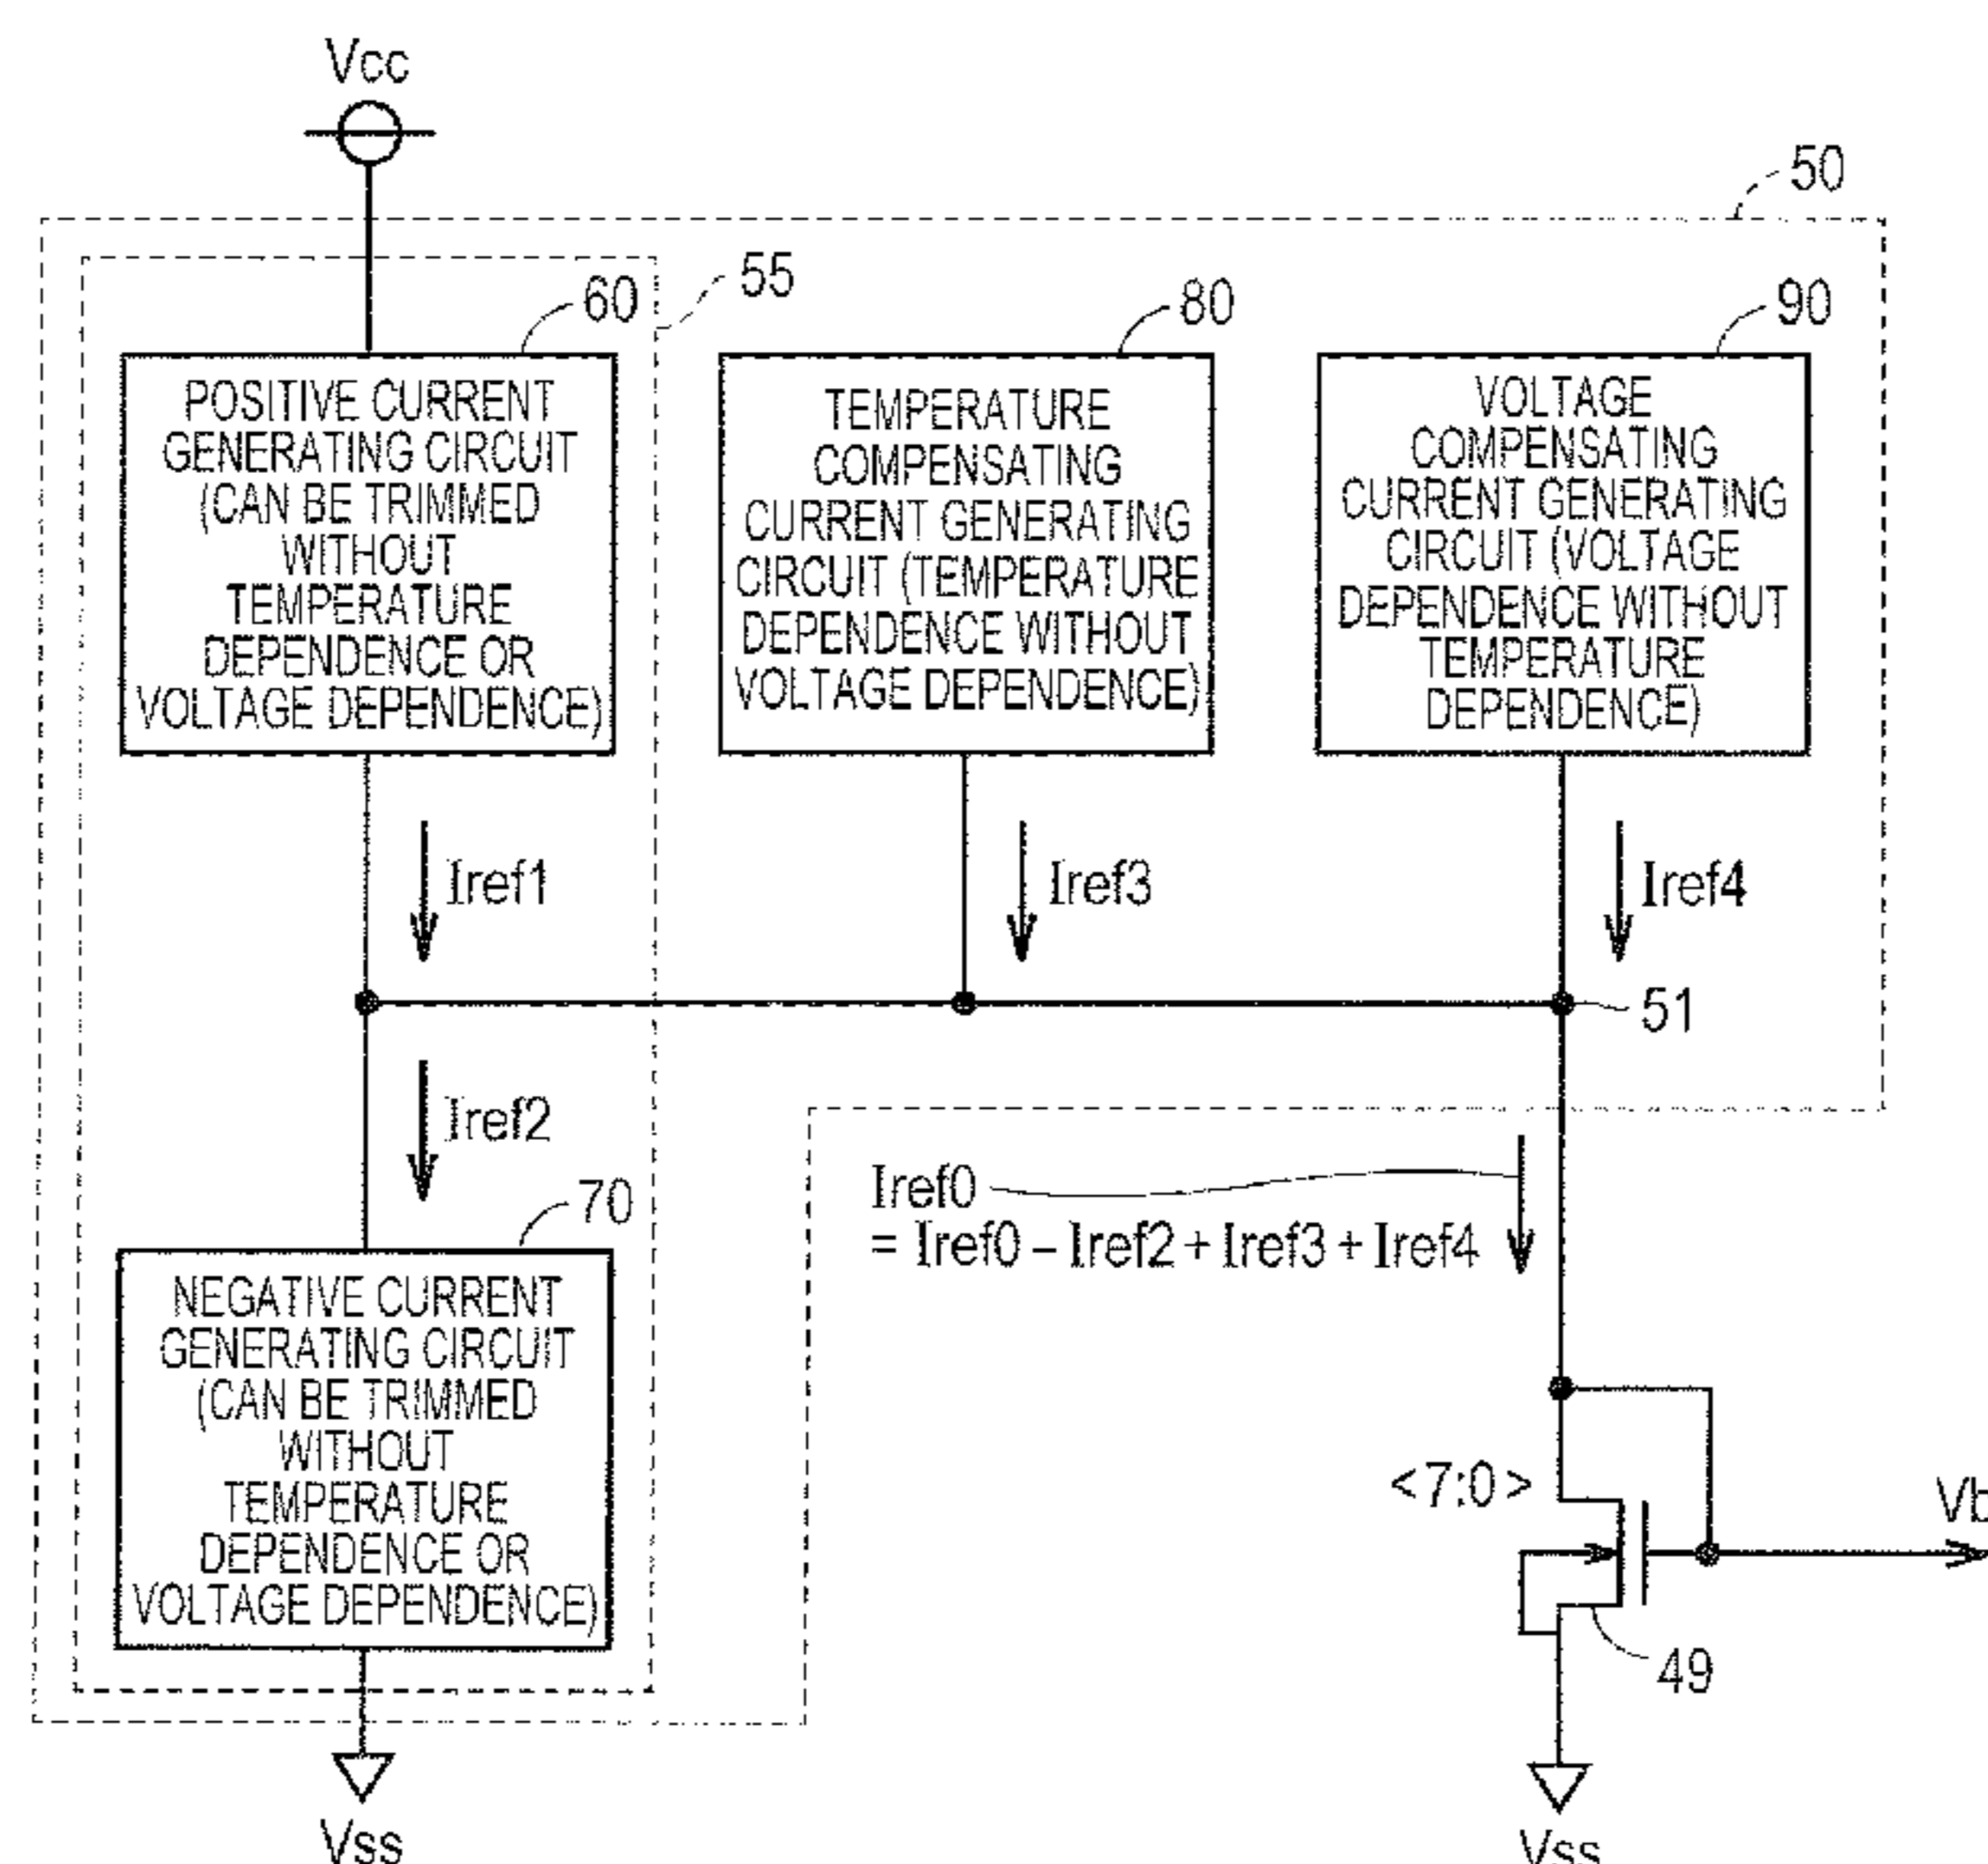 Vcc
50
55
60
80
90
POSITIVE CURRENT
GENERATING CIRCUIT
(CAN BE TRIMMED
WITHOUT
TEMPERATURE
DEPENDENCE OR
VOLTAGE DEPENDENCE)
TEMPERATURE
COMPENSATING
CURRENT GENERATING
CIRCUIT (TEMPERATURE
DEPENDENCE WITHOUT
VOLTAGE DEPENDENCE)
VOLTAGE
COMPENSATING
CURRENT GENERATING
CIRCUIT (VOLTAGE
DEPENDENCE WITHOUT
TEMPERATURE
DEPENDENCE)
Iref1
Iref3
Iref4
51
Iref2
Iref0
= Iref0 – Iref2 + Iref3 + Iref4
70
NEGATIVE CURRENT
GENERATING CIRCUIT
(CAN BE TRIMMED
WITHOUT
TEMPERATURE
DEPENDENCE OR
VOLTAGE DEPENDENCE)
<7:0>
Vb
49
Vss
Vss